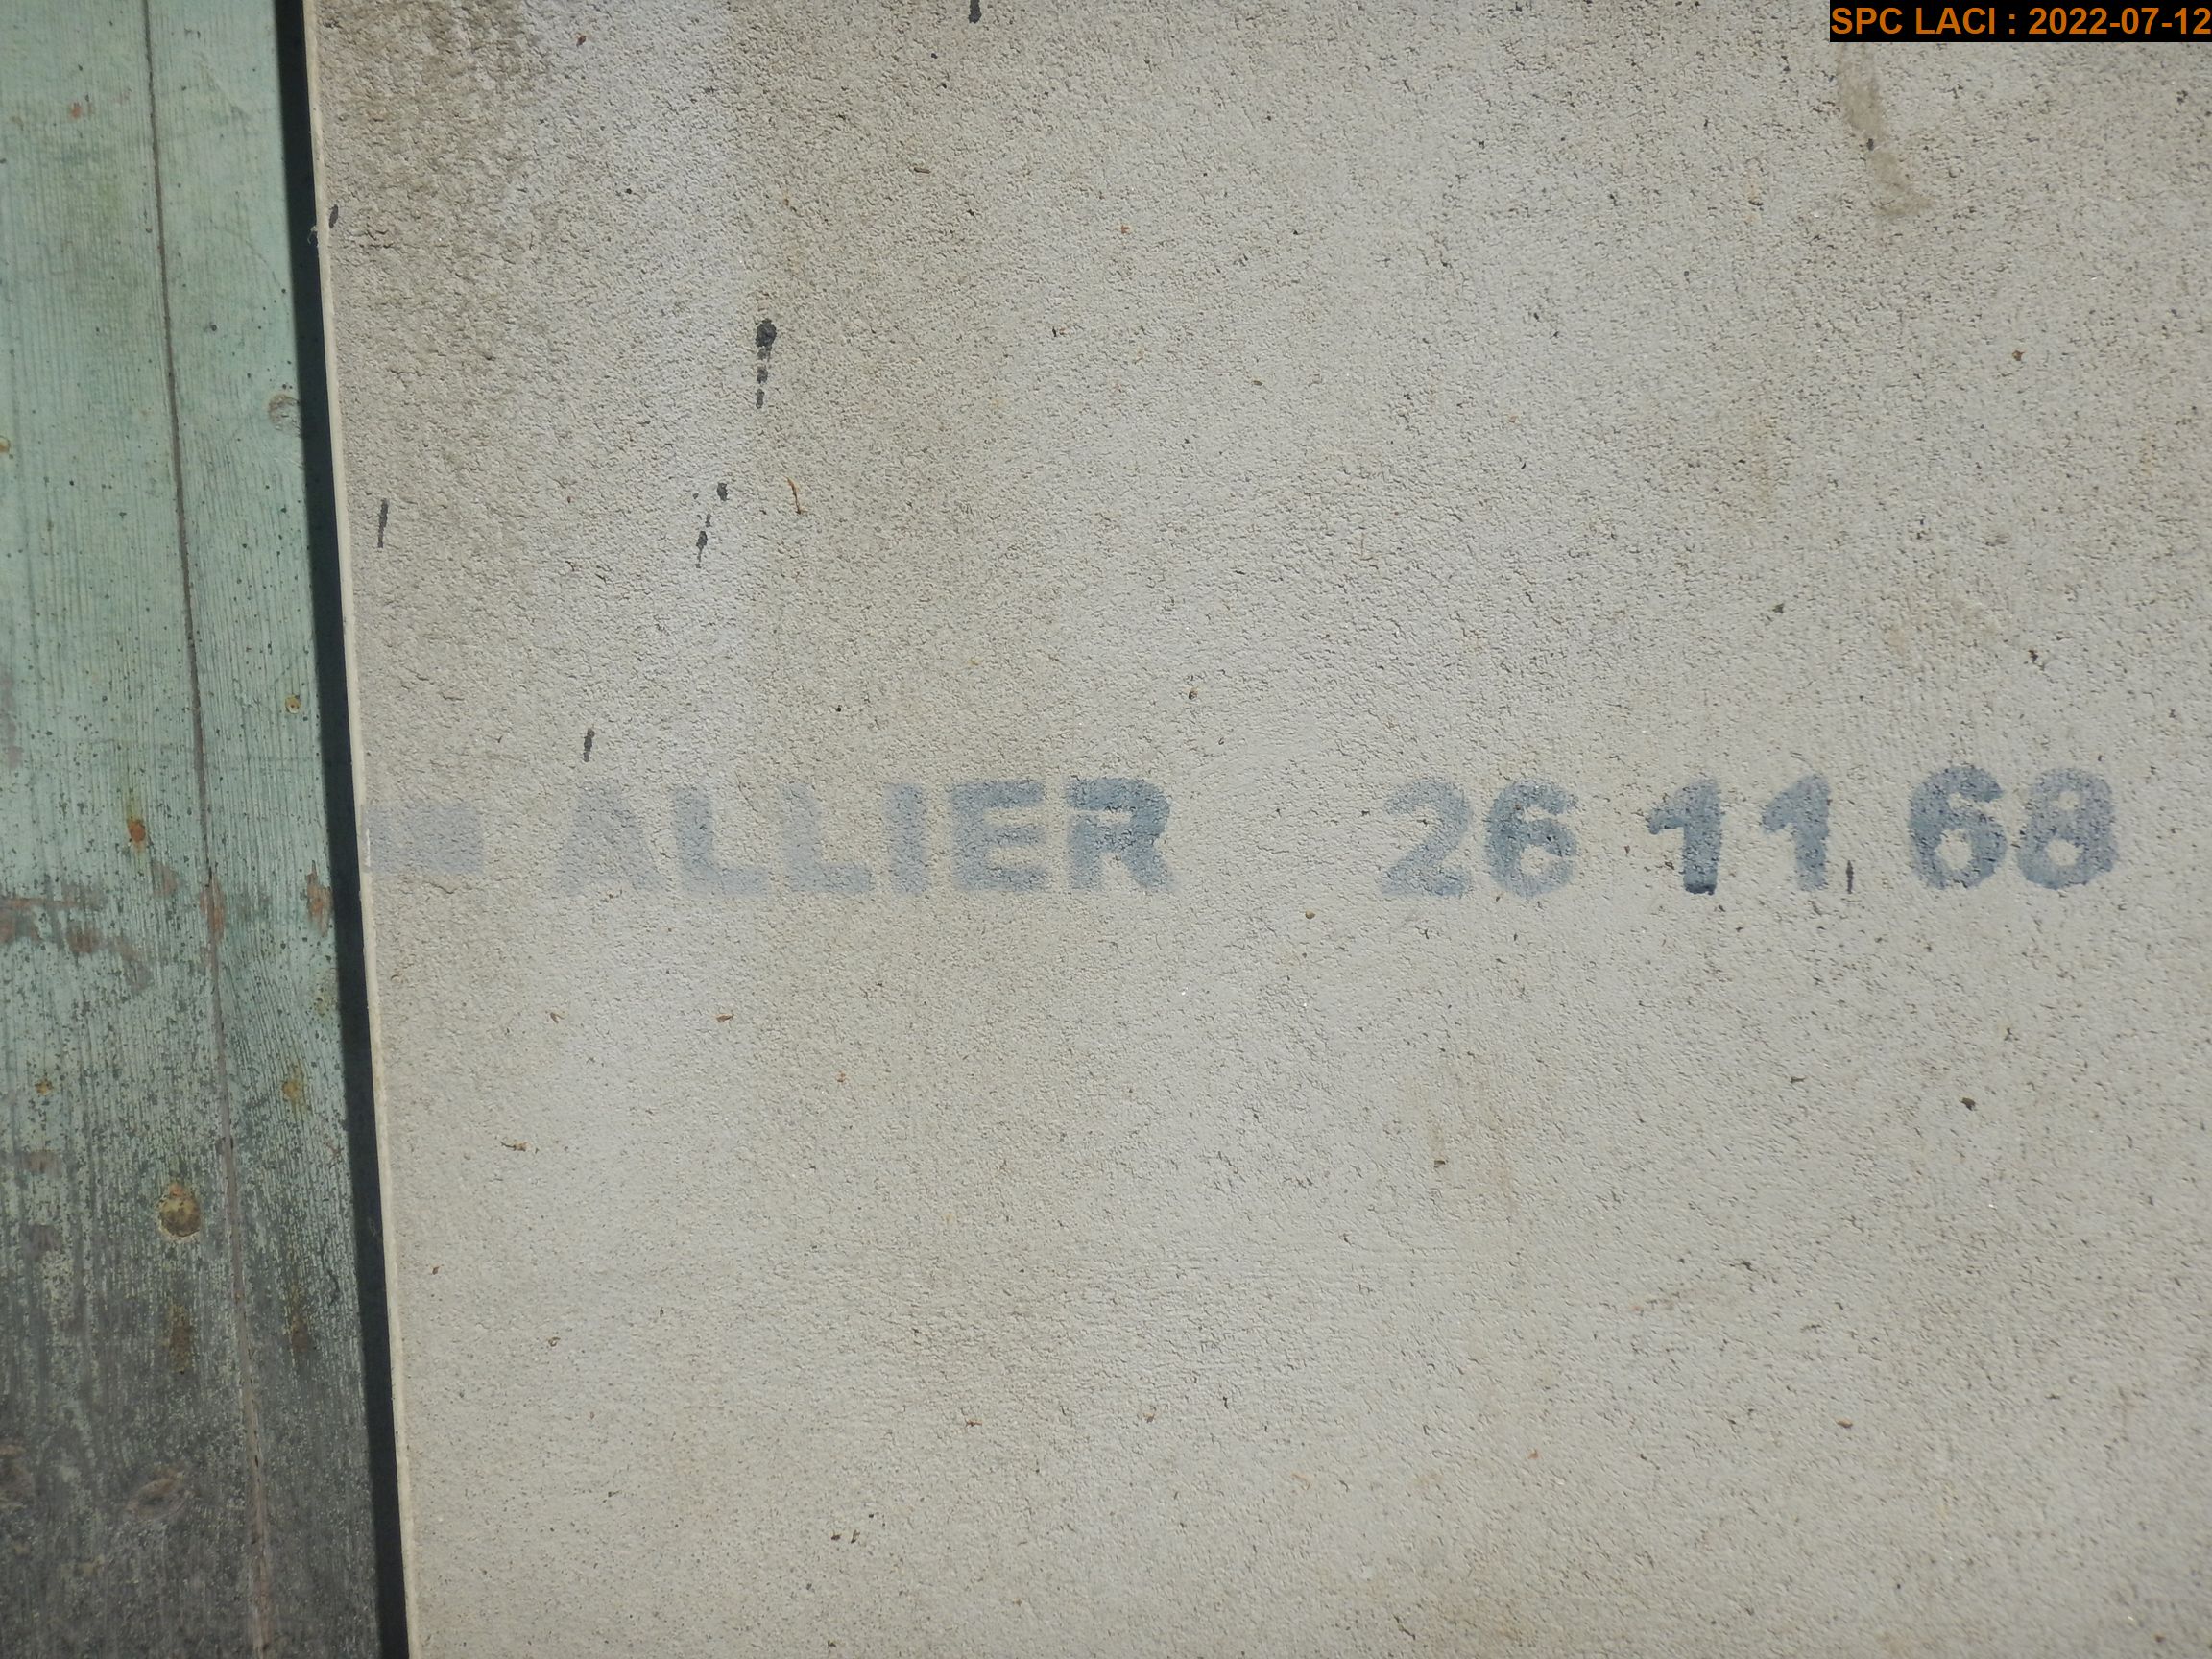 SPC LACI : 2022-07-12
ALLIER 26 11 68